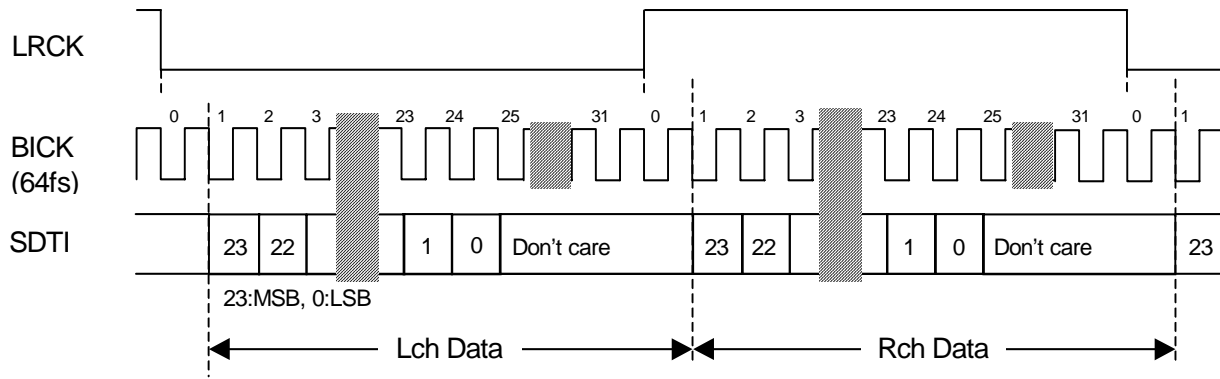 LRCK
0 1 2 3 23 24 25 31 0 1 2 3 23 24 25 31 0 1
BICK
(64fs)
SDTI 23 22 1 0 Don't care 23 22 1 0 Don't care 23
23:MSB, 0:LSB
Lch Data Rch Data